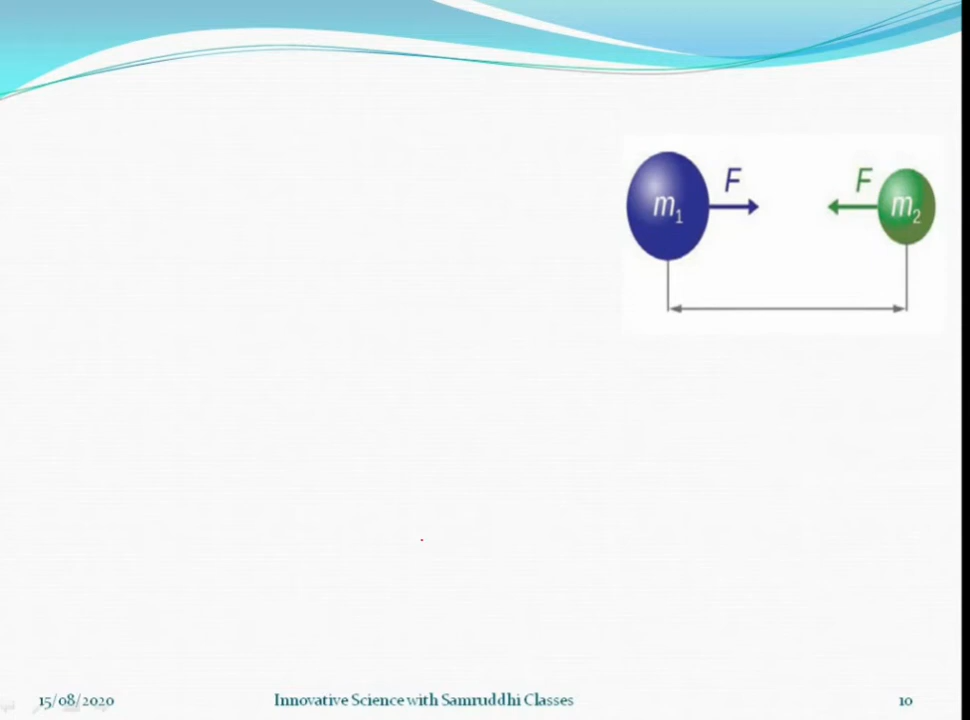 F F
m₁ m₂
15/08/2020 Innovative Science with Samruddhi Classes 10